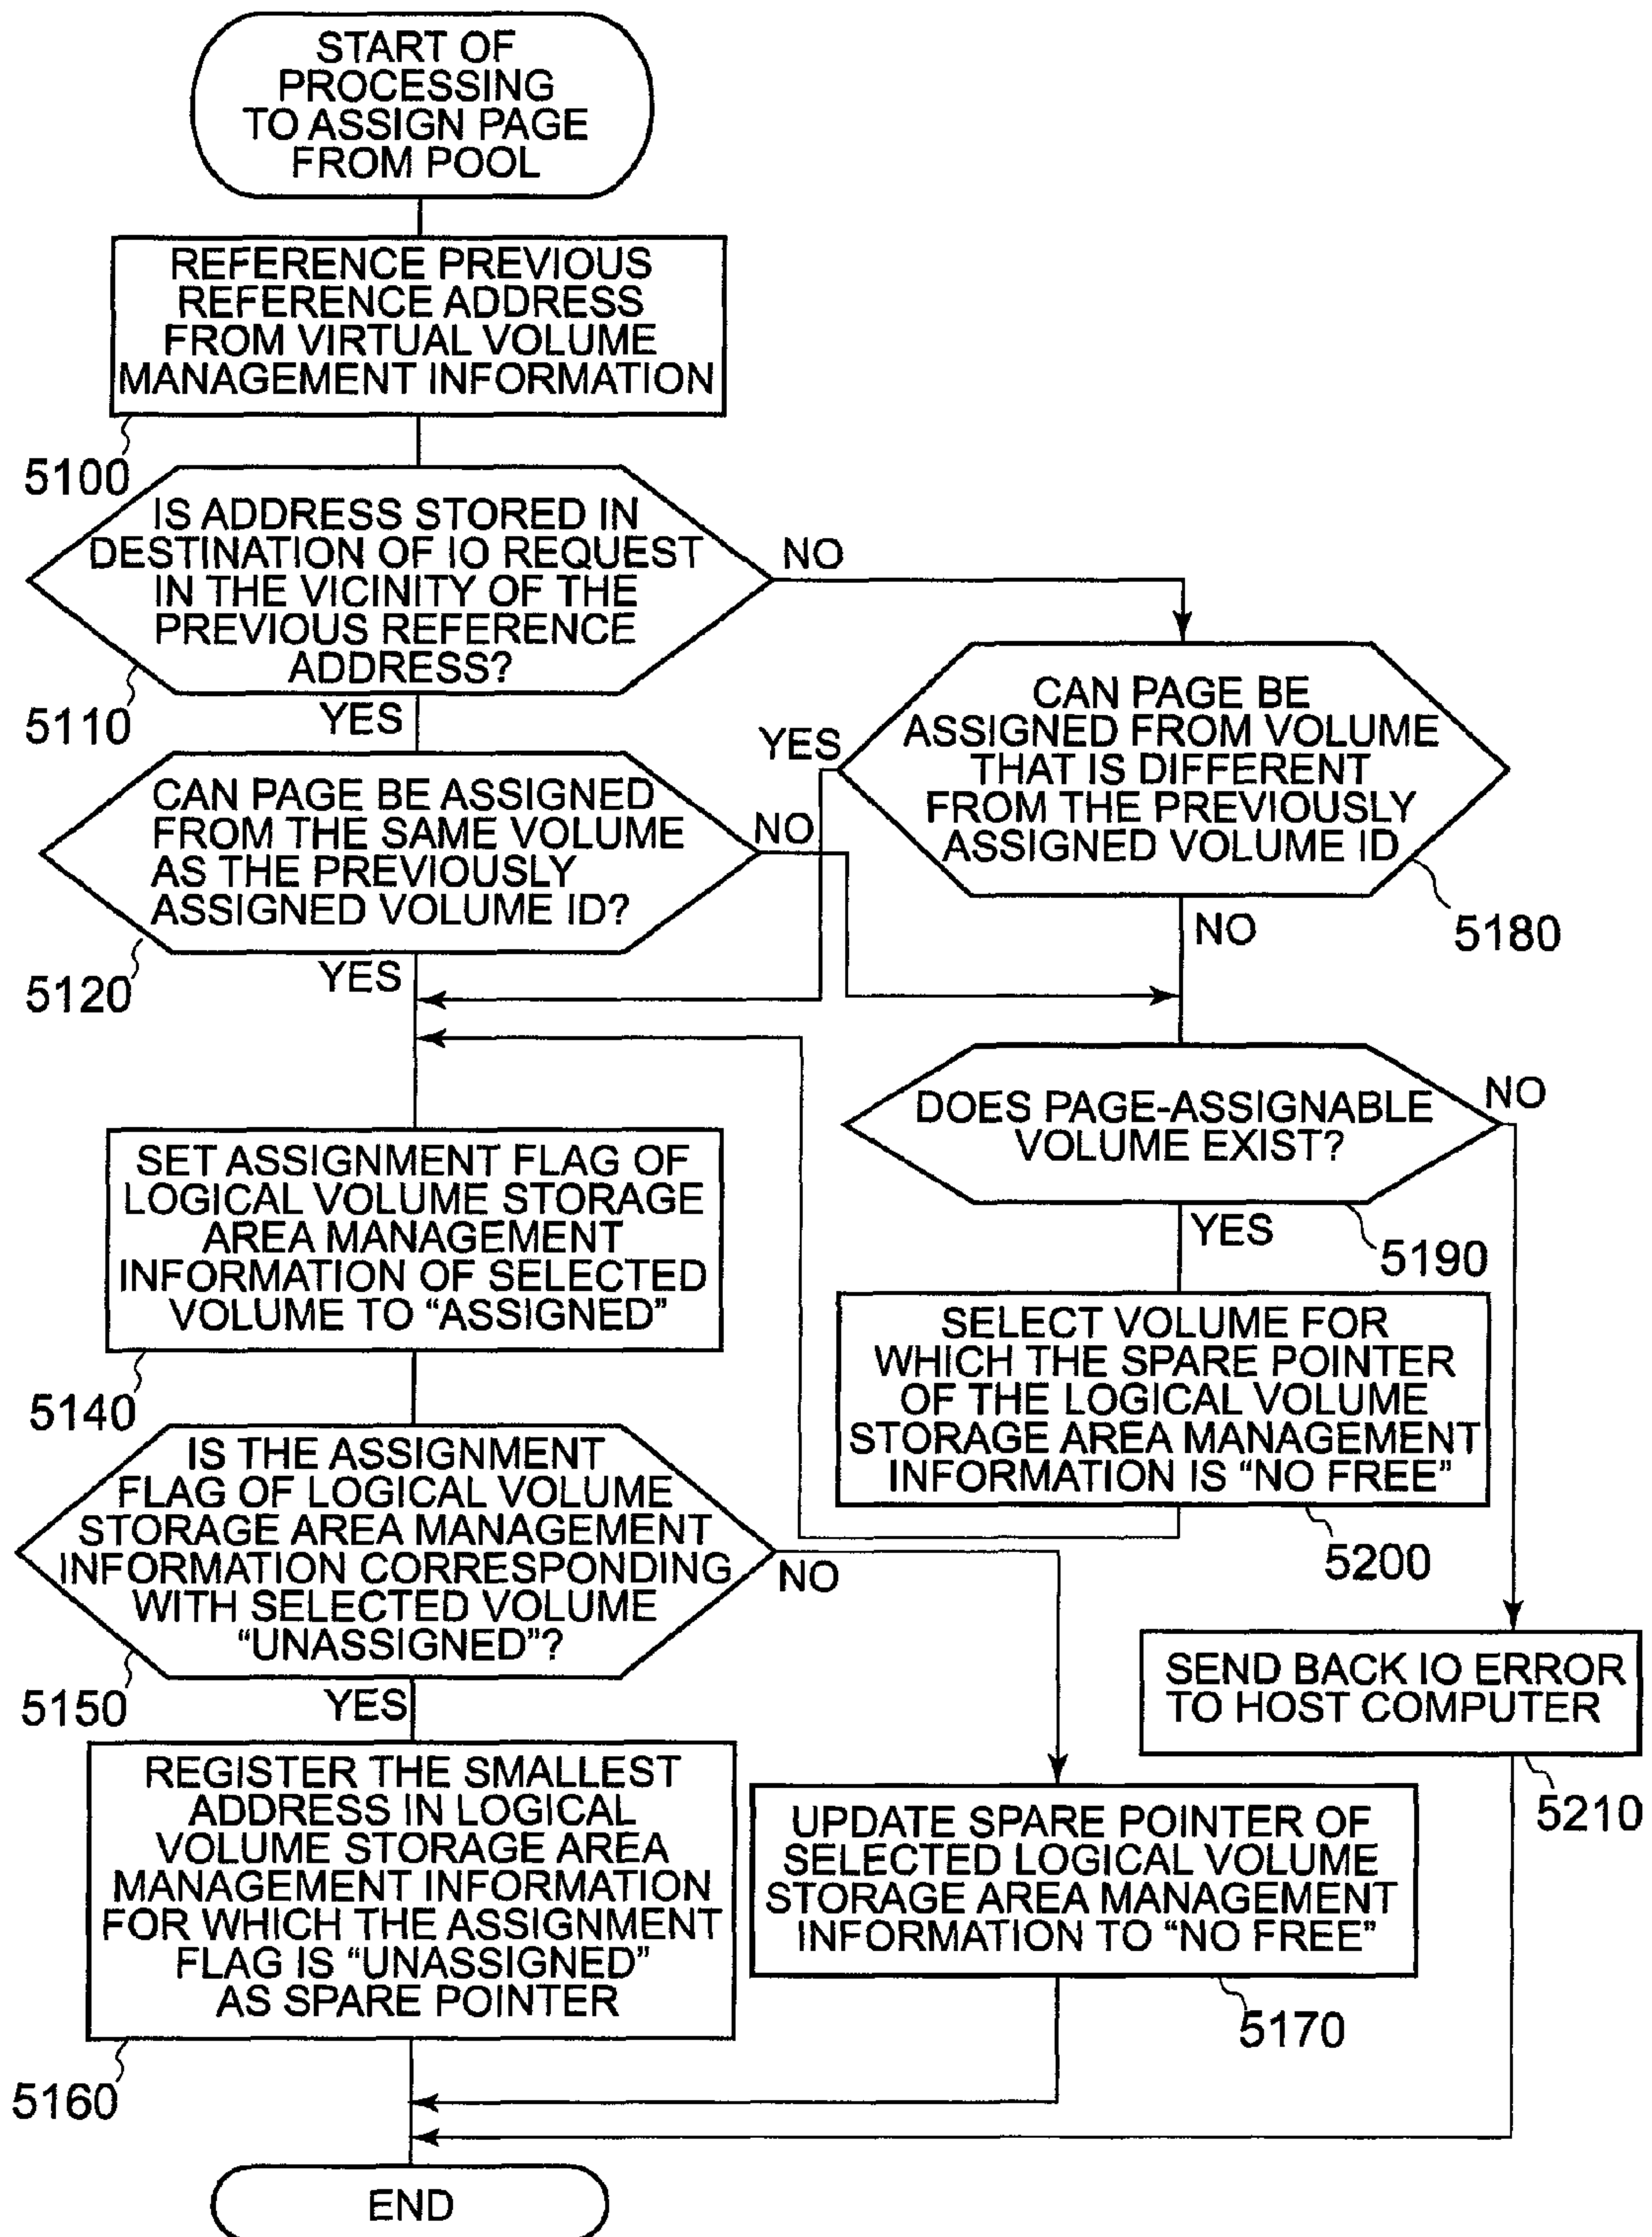 START OF
PROCESSING
TO ASSIGN PAGE
FROM POOL
REFERENCE PREVIOUS
REFERENCE ADDRESS
FROM VIRTUAL VOLUME
MANAGEMENT INFORMATION
5100
IS ADDRESS STORED IN
DESTINATION OF IO REQUEST
IN THE VICINITY OF THE
PREVIOUS REFERENCE
ADDRESS?
NO
5110
YES
CAN PAGE BE ASSIGNED
FROM THE SAME VOLUME
AS THE PREVIOUSLY
ASSIGNED VOLUME ID?
NO
5120
YES
CAN PAGE BE
ASSIGNED FROM VOLUME
THAT IS DIFFERENT
FROM THE PREVIOUSLY
ASSIGNED VOLUME ID
YES
NO
5180
DOES PAGE-ASSIGNABLE
VOLUME EXIST?
NO
YES
5190
SET ASSIGNMENT FLAG OF
LOGICAL VOLUME STORAGE
AREA MANAGEMENT
INFORMATION OF SELECTED
VOLUME TO “ASSIGNED”
5140
SELECT VOLUME FOR
WHICH THE SPARE POINTER
OF THE LOGICAL VOLUME
STORAGE AREA MANAGEMENT
INFORMATION IS “NO FREE”
5200
IS THE ASSIGNMENT
FLAG OF LOGICAL VOLUME
STORAGE AREA MANAGEMENT
INFORMATION CORRESPONDING
WITH SELECTED VOLUME
“UNASSIGNED”?
NO
5150
YES
SEND BACK IO ERROR
TO HOST COMPUTER
5210
REGISTER THE SMALLEST
ADDRESS IN LOGICAL
VOLUME STORAGE AREA
MANAGEMENT INFORMATION
FOR WHICH THE ASSIGNMENT
FLAG IS “UNASSIGNED”
AS SPARE POINTER
5160
UPDATE SPARE POINTER OF
SELECTED LOGICAL VOLUME
STORAGE AREA MANAGEMENT
INFORMATION TO “NO FREE”
5170
END